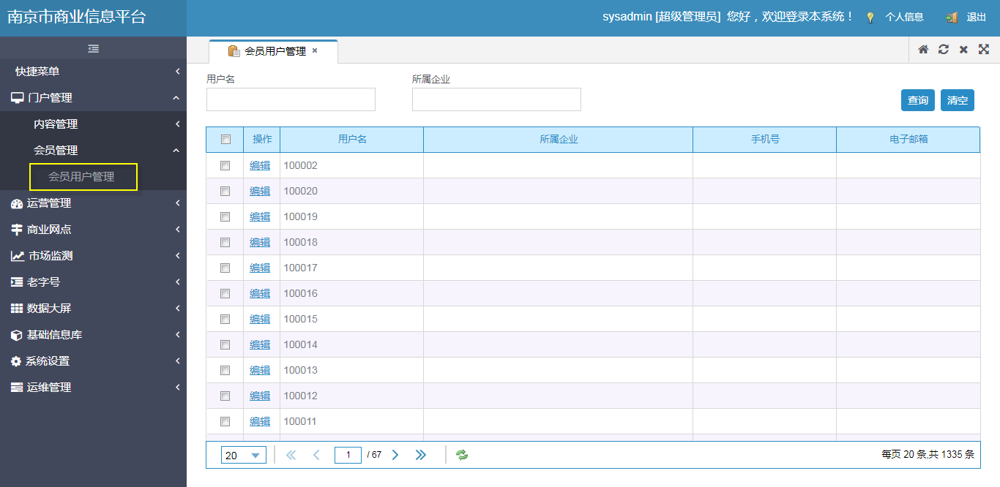 南京市商业信息平台
sysadmin [超级管理员] 您好，欢迎登录本系统！ 个人信息 退出
快捷菜单
门户管理
内容管理
会员管理
会员用户管理
运营管理
商业网点
市场监测
老字号
数据大屏
基础信息库
系统设置
运维管理
会员用户管理
用户名 所属企业
查询 清空
操作 用户名 所属企业 手机号 电子邮箱
编辑 100002
编辑 100020
编辑 100019
编辑 100018
编辑 100017
编辑 100016
编辑 100015
编辑 100014
编辑 100013
编辑 100012
编辑 100011
20 1 / 67 每页 20 条,共 1335 条